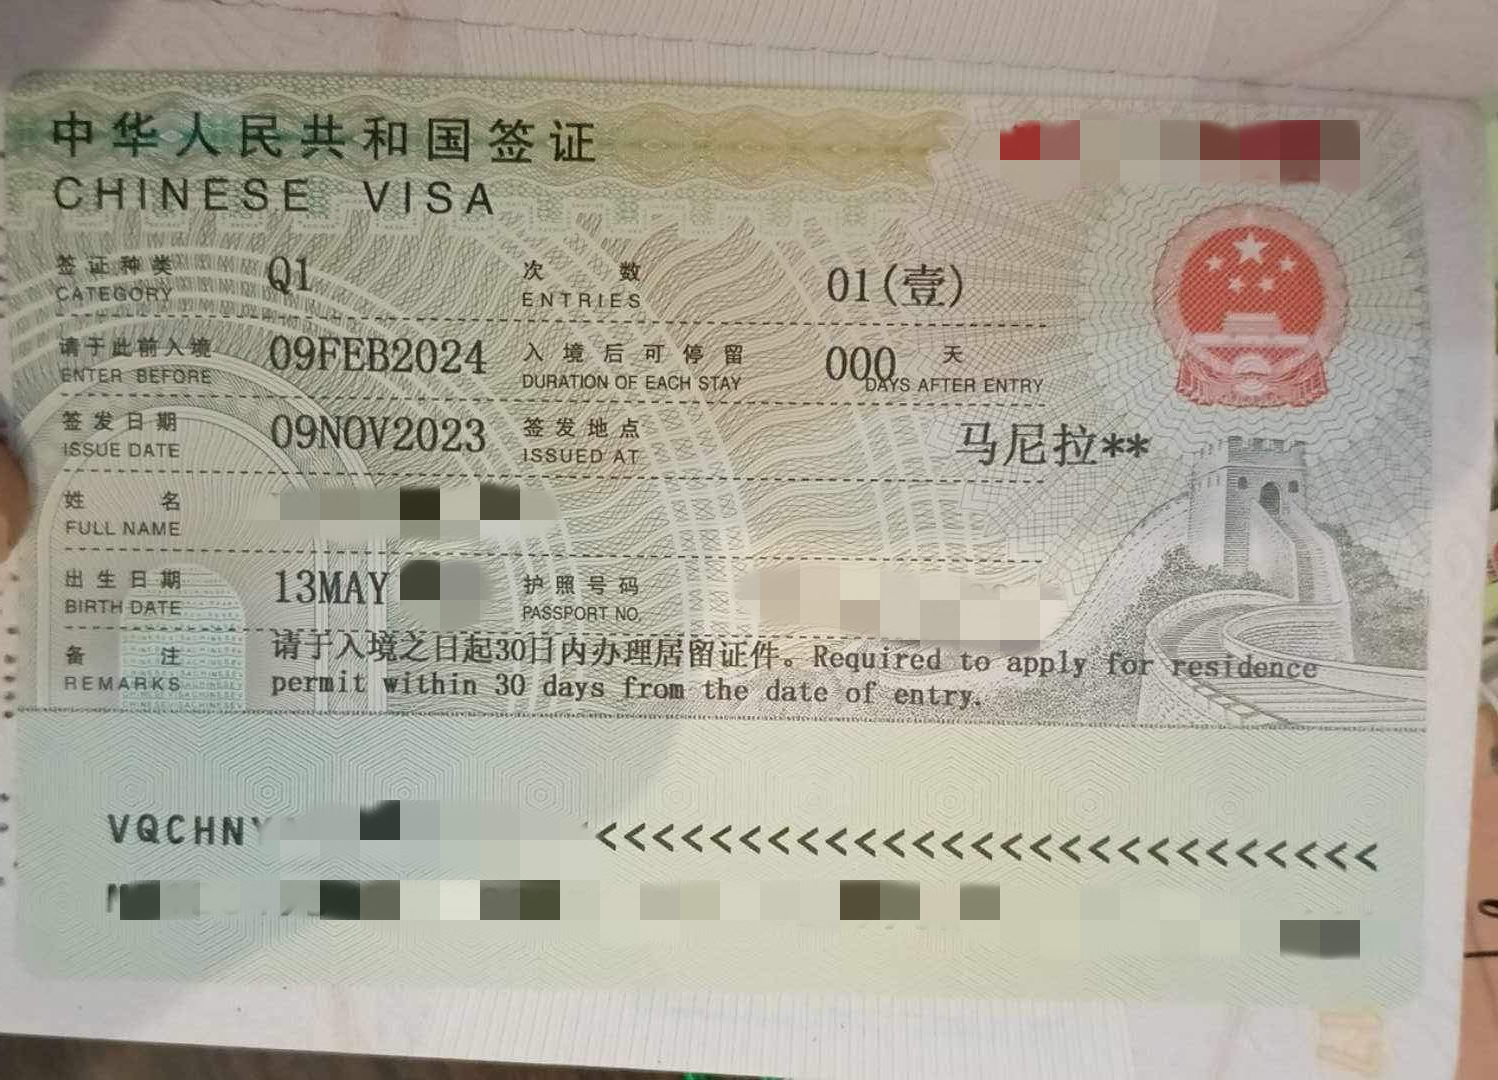 中华人民共和国签证
CHINESE VISA
签证种类 Q1 次数 01(壹)
CATEGORY ENTRIES
请于此前入境 09FEB2024 入境后可停留 000 天
ENTER BEFORE DURATION OF EACH STAY DAYS AFTER ENTRY
签发日期 09NOV2023 签发地点 马尼拉**
ISSUE DATE ISSUED AT
姓名
FULL NAME
出生日期 13MAY 护照号码
BIRTH DATE PASSPORT NO.
备注 请于入境之日起30日内办理居留证件。Required to apply for residence
REMARKS permit within 30 days from the date of entry.
VQCHN <<<<<<<<<<<<<<<<<<<<<<<<<<<